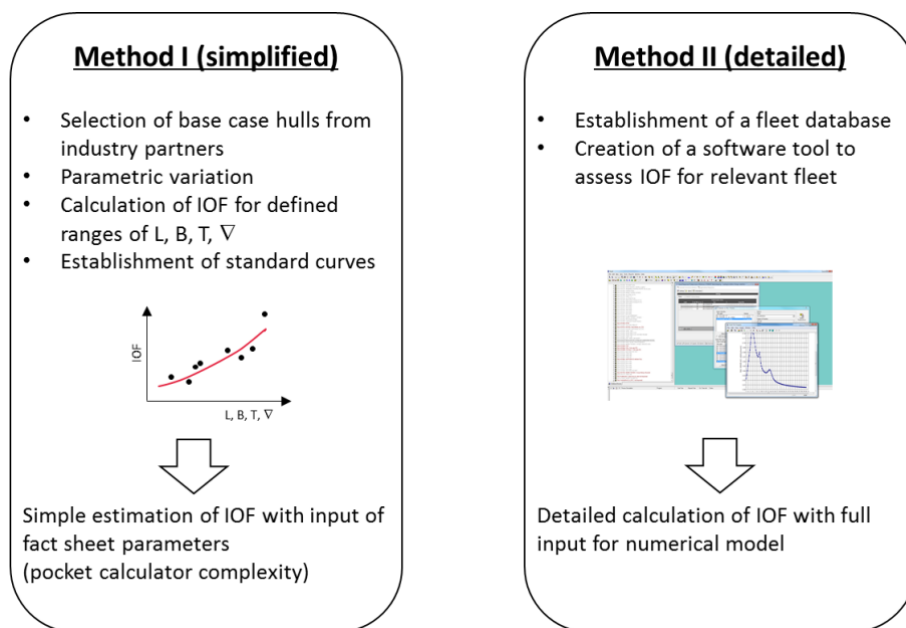 Method I (simplified)
• Selection of base case hulls from
industry partners
• Parametric variation
• Calculation of IOF for defined
ranges of L, B, T, ∇
• Establishment of standard curves
IOF
L, B, T, ∇
Simple estimation of IOF with input of
fact sheet parameters
(pocket calculator complexity)
Method II (detailed)
• Establishment of a fleet database
• Creation of a software tool to
assess IOF for relevant fleet
Detailed calculation of IOF with full
input for numerical model